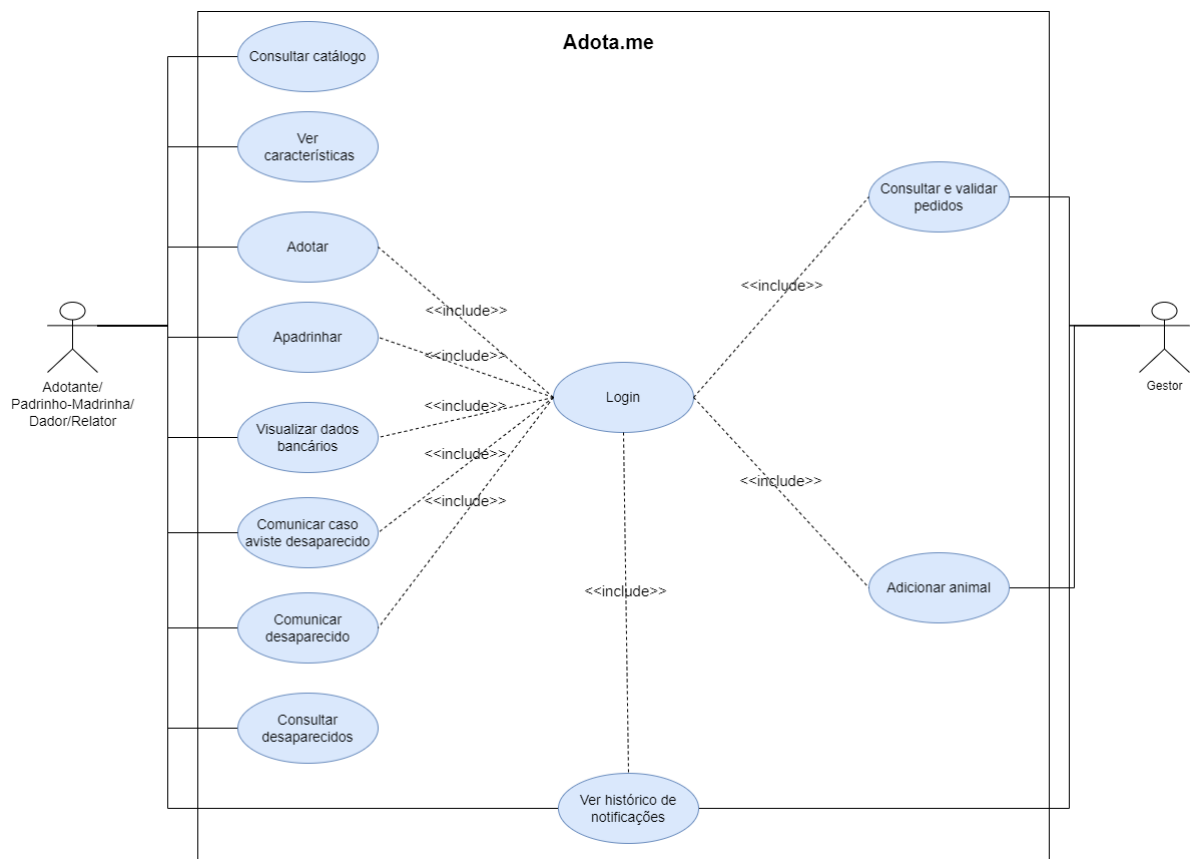 Adota.me
Consultar catálogo
Ver
características
Adotar
Apadrinhar
Visualizar dados
bancários
Comunicar caso
aviste desaparecido
Comunicar
desaparecido
Consultar
desaparecidos
<<include>>
<<include>>
<<include>>
<<include>>
<<include>>
Login
<<include>>
<<include>>
<<include>>
Consultar e validar
pedidos
Adicionar animal
Ver histórico de
notificações
Adotante/
Padrinho-Madrinha/
Dador/Relator
Gestor